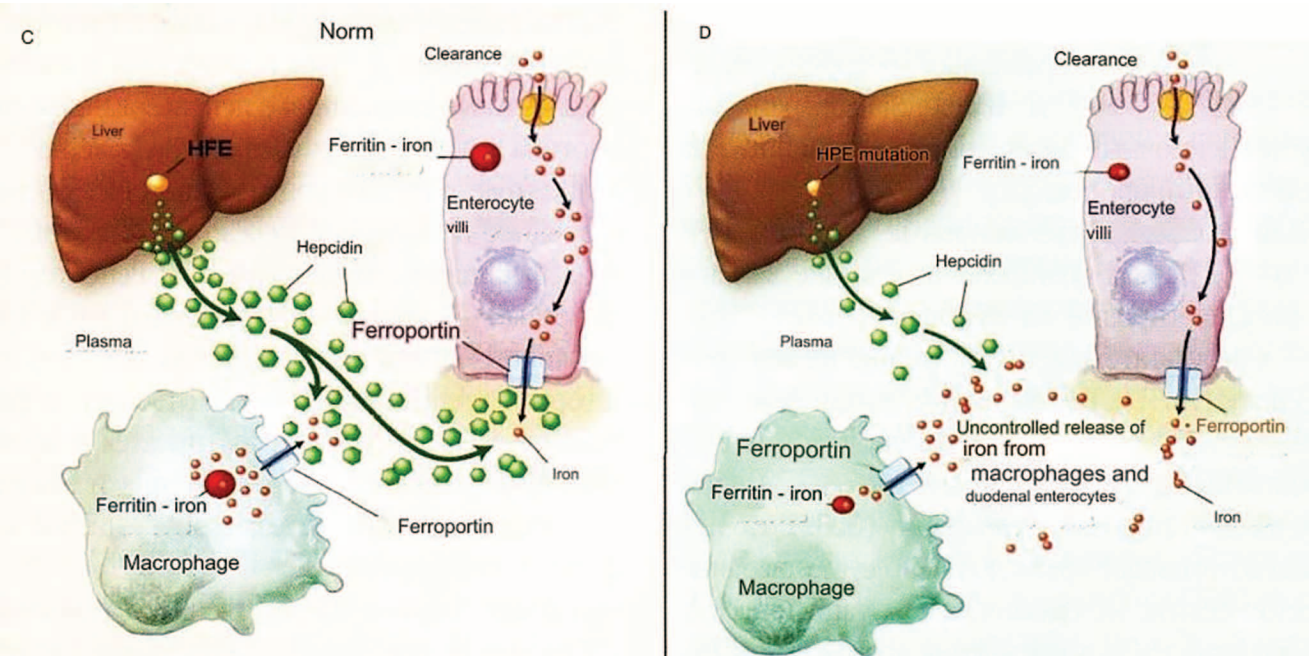 C
Norm
Clearance
Liver
HFE
Ferritin - iron
Enterocyte
villi
Hepcidin
Ferroportin
Plasma
Iron
Ferritin - iron
Ferroportin
Macrophage
D
Clearance
Liver
HPE mutation
Ferritin - iron
Enterocyte
villi
Hepcidin
Plasma
Uncontrolled release of
iron from
macrophages and
duodenal enterocytes
Ferroportin
Ferroportin
Ferritin - iron
Iron
Macrophage